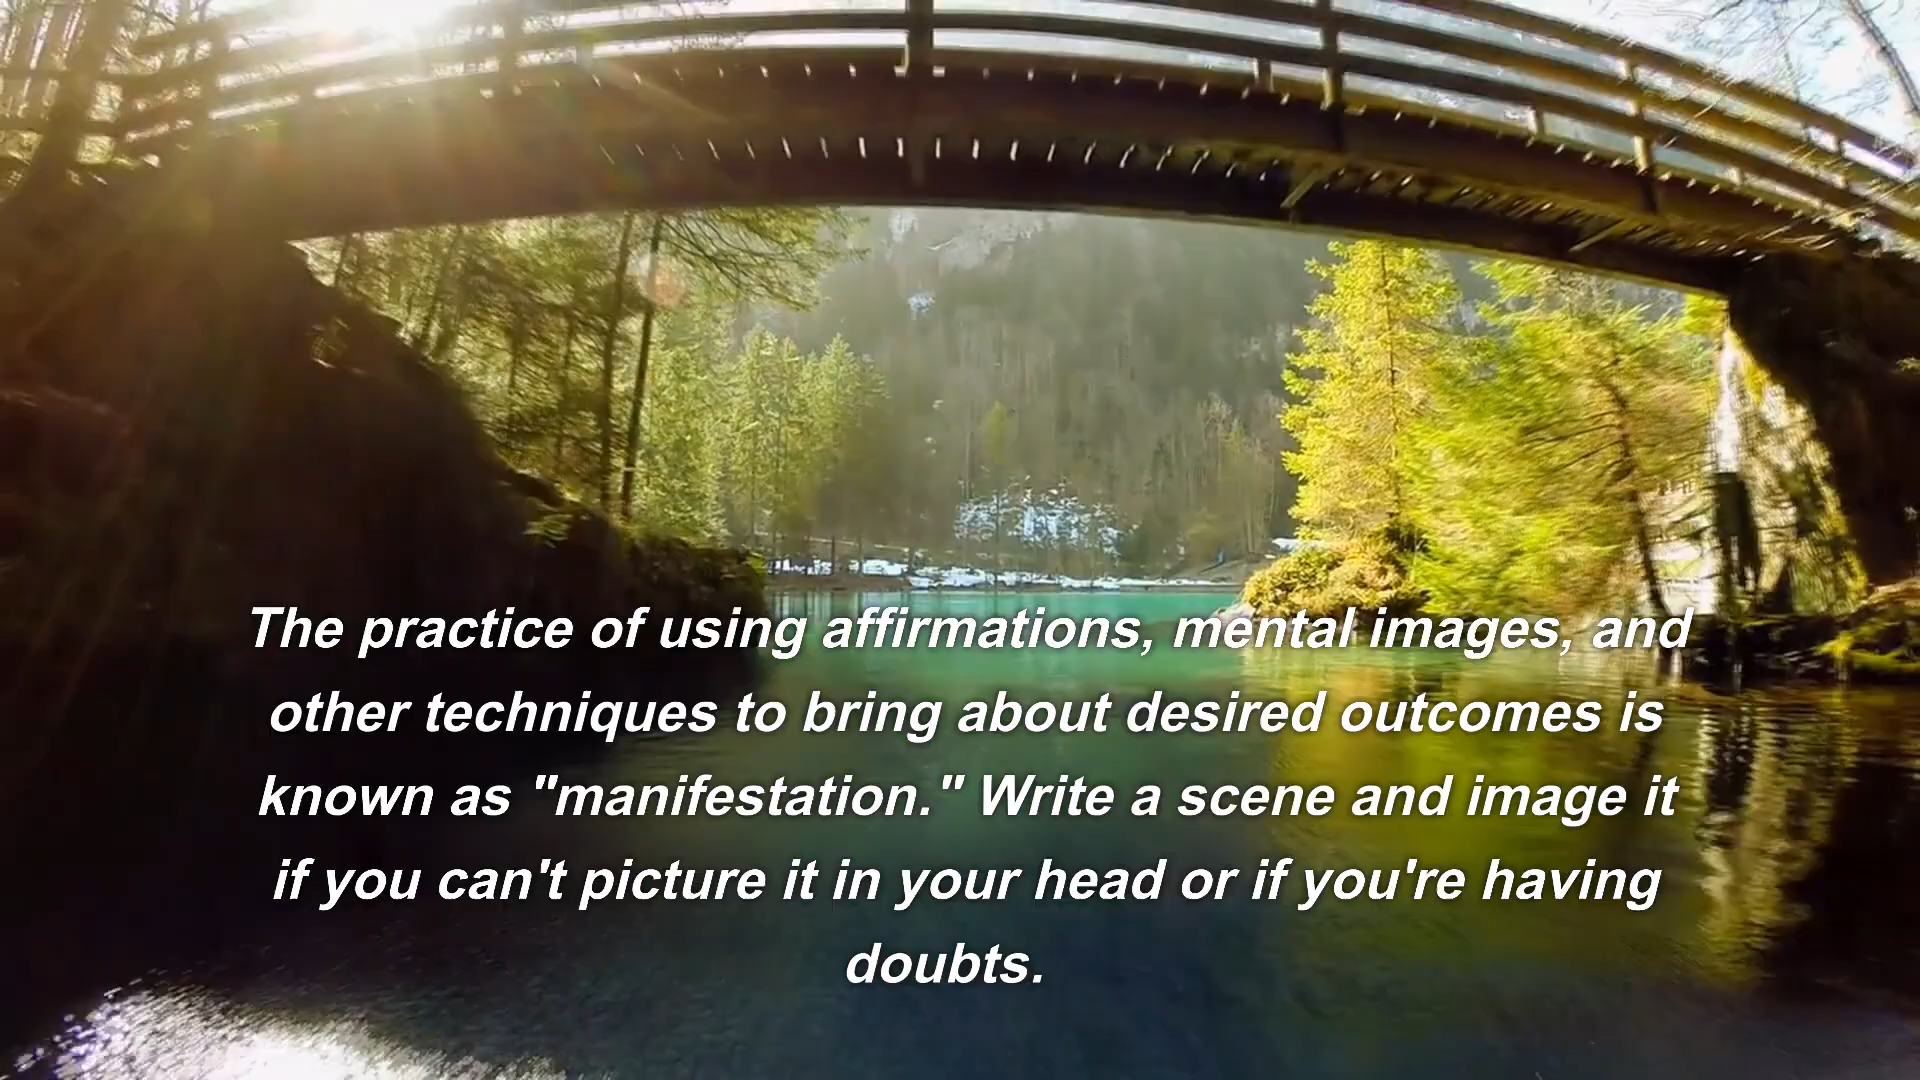 The practice of using affirmations, mental images, and
other techniques to bring about desired outcomes is
known as "manifestation." Write a scene and image it
if you can't picture it in your head or if you're having
doubts.